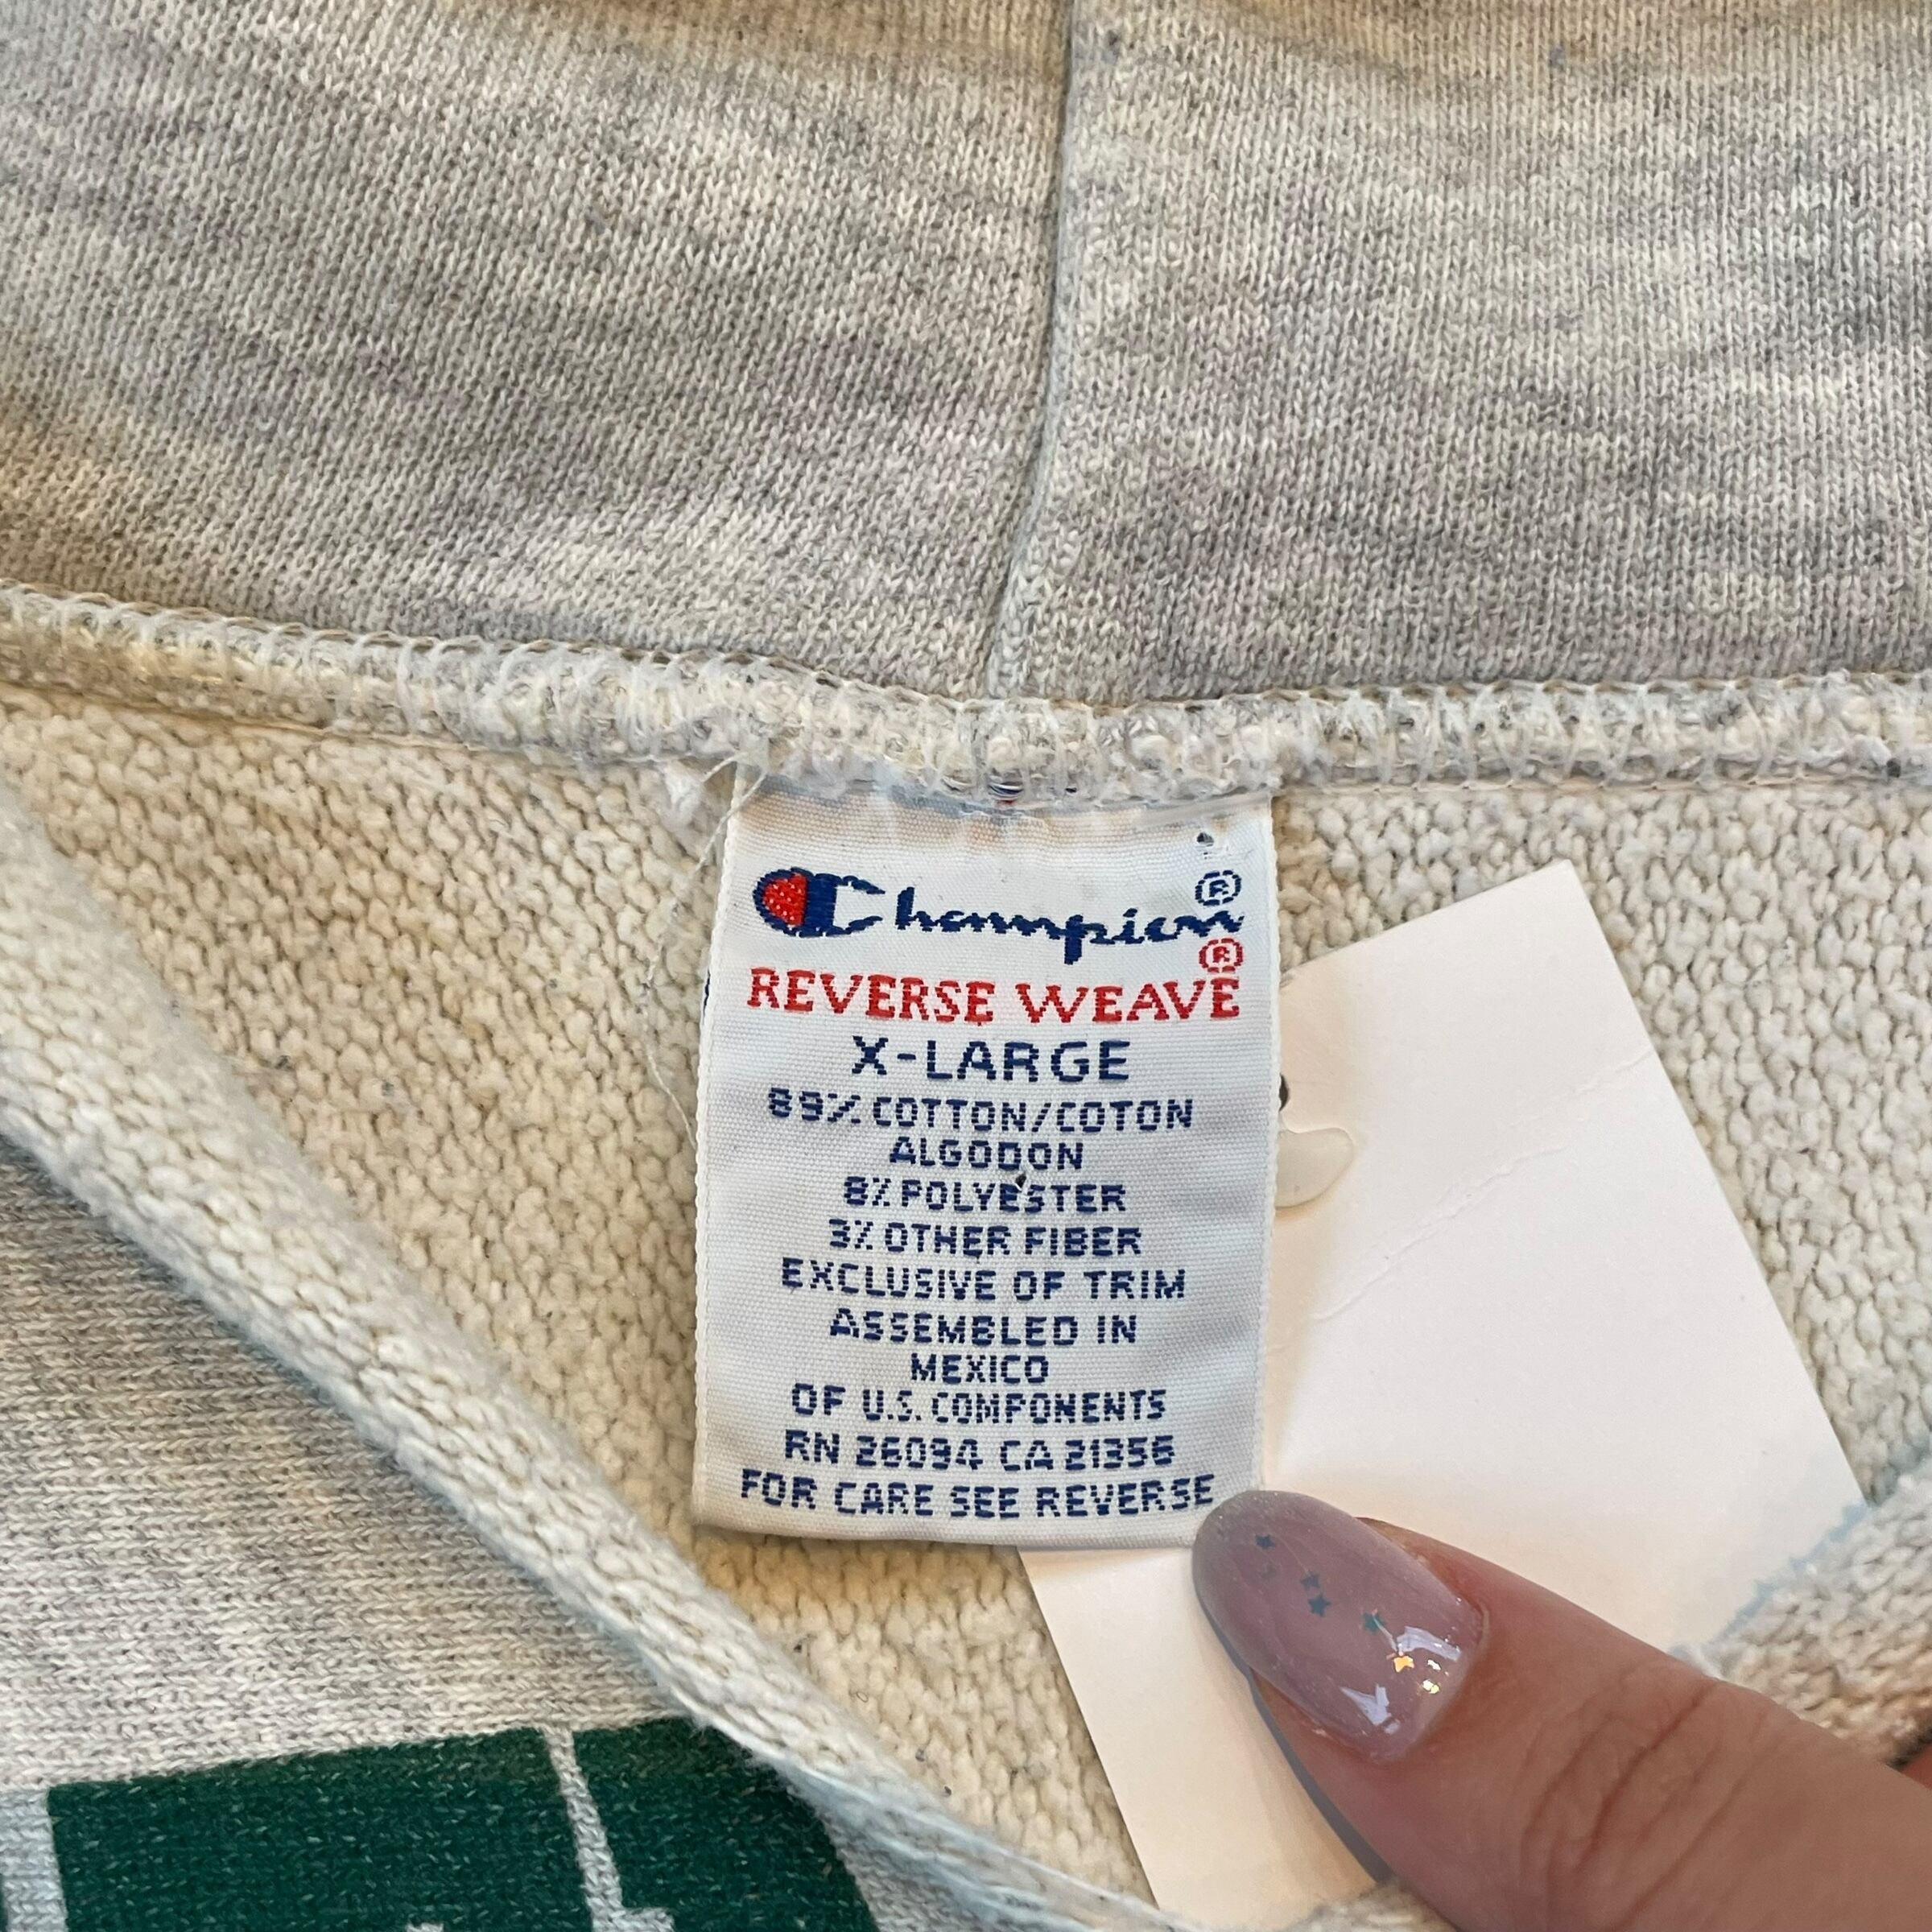 Champion®
REVERSE WEAVE®
X-LARGE
89% COTTON/COTON
ALGODON
8% POLYESTER
3% OTHER FIBER
EXCLUSIVE OF TRIM
ASSEMBLED IN
MEXICO
OF U.S. COMPONENTS
RN 26094 CA 21356
FOR CARE SEE REVERSE